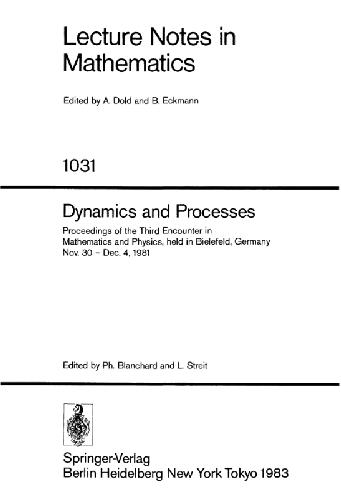 Lecture Notes in
Mathematics
Edited by A. Dold and B. Eckmann
1031
Dynamics and Processes
Proceedings of the Third Encounter in
Mathematics and Physics, held in Bielefeld, Germany
Nov. 30 – Dec. 4, 1981
Edited by Ph. Blanchard and L. Streit
Springer-Verlag
Berlin Heidelberg New York Tokyo 1983